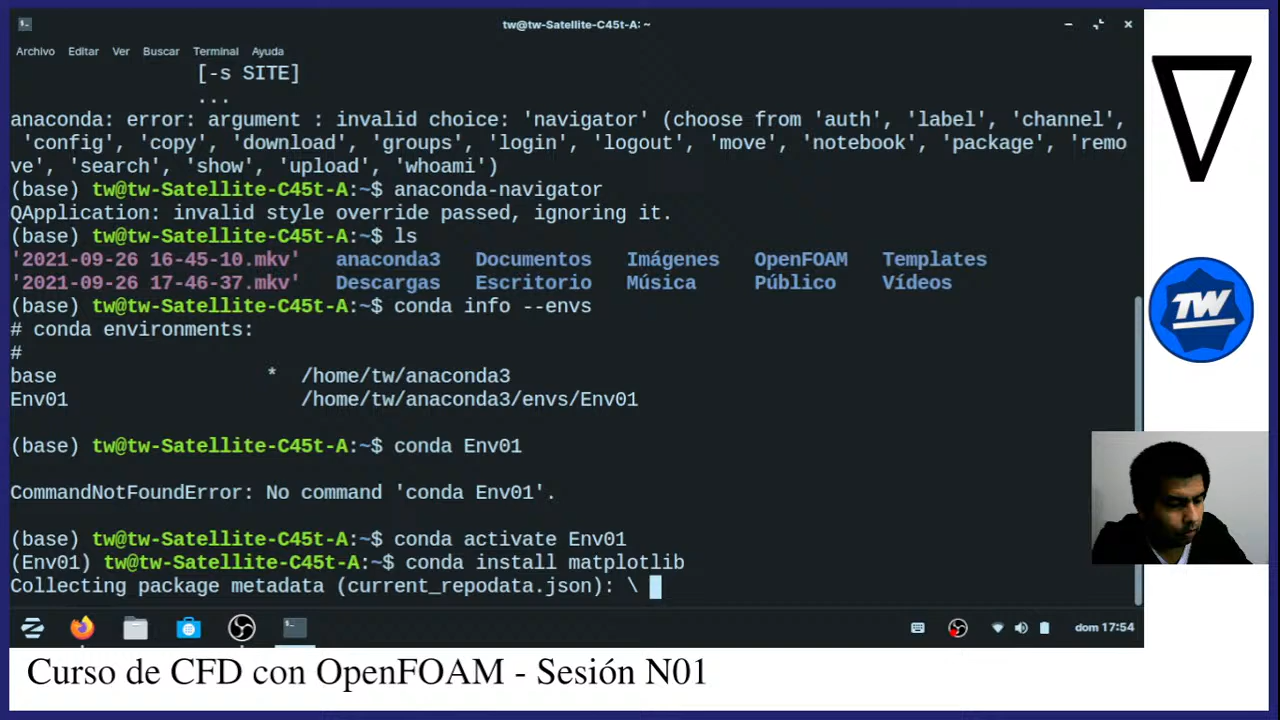 tw@tw-Satellite-C45t-A: ~
Archivo Editar Ver Buscar Terminal Ayuda
[-s SITE]
...
anaconda: error: argument : invalid choice: 'navigator' (choose from 'auth', 'label', 'channel',
'config', 'copy', 'download', 'groups', 'login', 'logout', 'move', 'notebook', 'package', 'remo
ve', 'search', 'show', 'upload', 'whoami')
(base) tw@tw-Satellite-C45t-A:~$ anaconda-navigator
QApplication: invalid style override passed, ignoring it.
(base) tw@tw-Satellite-C45t-A:~$ ls
'2021-09-26 16-45-10.mkv' anaconda3 Documentos Imágenes OpenFOAM Templates
'2021-09-26 17-46-37.mkv' Descargas Escritorio Música Público Vídeos
(base) tw@tw-Satellite-C45t-A:~$ conda info --envs
# conda environments:
#
base * /home/tw/anaconda3
Env01 /home/tw/anaconda3/envs/Env01
(base) tw@tw-Satellite-C45t-A:~$ conda Env01
CommandNotFoundError: No command 'conda Env01'.
(base) tw@tw-Satellite-C45t-A:~$ conda activate Env01
(Env01) tw@tw-Satellite-C45t-A:~$ conda install matplotlib
Collecting package metadata (current_repodata.json): \
TW
dom 17:54
Curso de CFD con OpenFOAM - Sesión N01